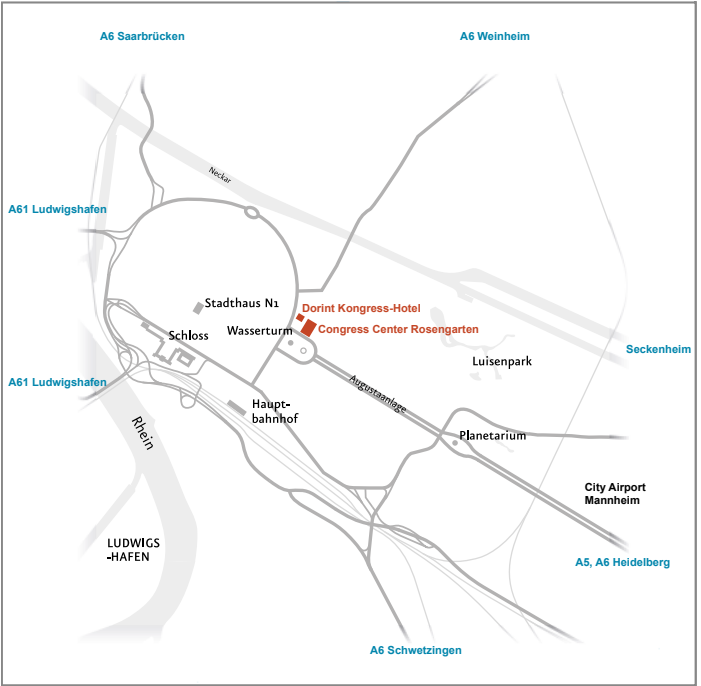 A6 Saarbrücken
A6 Weinheim
Neckar
A61 Ludwigshafen
Stadthaus N1
Dorint Kongress-Hotel
Congress Center Rosengarten
Wasserturm
Schloss
Seckenheim
Luisenpark
A61 Ludwigshafen
Augustaanlage
Haupt-
bahnhof
Rhein
Planetarium
City Airport
Mannheim
LUDWIGS
-HAFEN
A5, A6 Heidelberg
A6 Schwetzingen